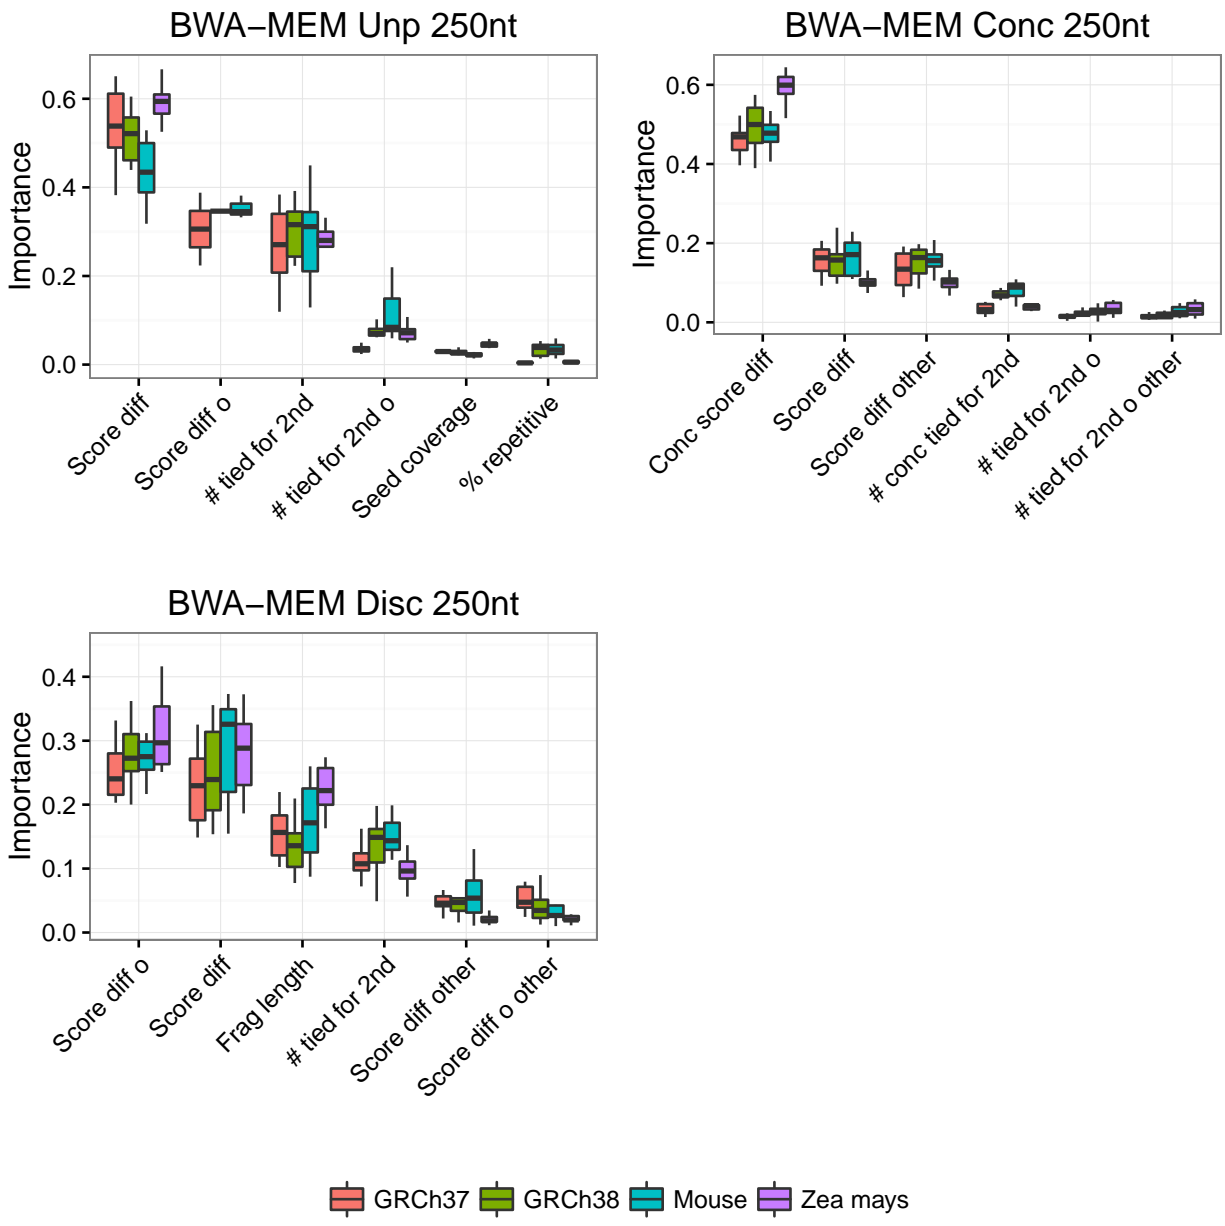 BWA−MEM Unp 250nt
Importance
0.6
0.4
0.2
0.0
Score diff
Score diff o
# tied for 2nd
# tied for 2nd o
Seed coverage
% repetitive
BWA−MEM Conc 250nt
Importance
0.6
0.4
0.2
0.0
Conc score diff
Score diff
Score diff other
# conc tied for 2nd
# tied for 2nd o
# tied for 2nd o other
BWA−MEM Disc 250nt
Importance
0.4
0.3
0.2
0.1
0.0
Score diff o
Score diff
Frag length
# tied for 2nd
Score diff other
Score diff o other
GRCh37 GRCh38 Mouse Zea mays